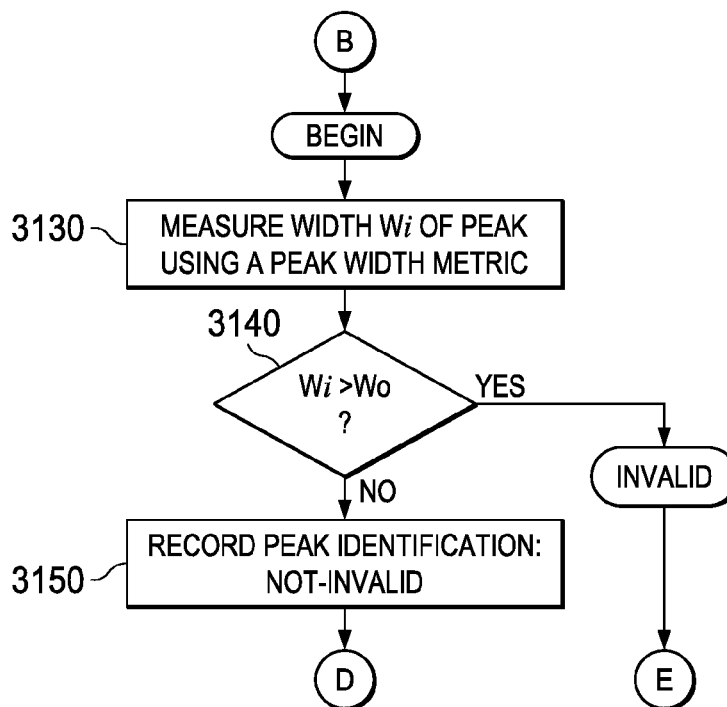 B
BEGIN
3130
MEASURE WIDTH Wi OF PEAK
USING A PEAK WIDTH METRIC
3140
Wi >Wo
?
YES
INVALID
NO
3150
RECORD PEAK IDENTIFICATION:
NOT-INVALID
D
E